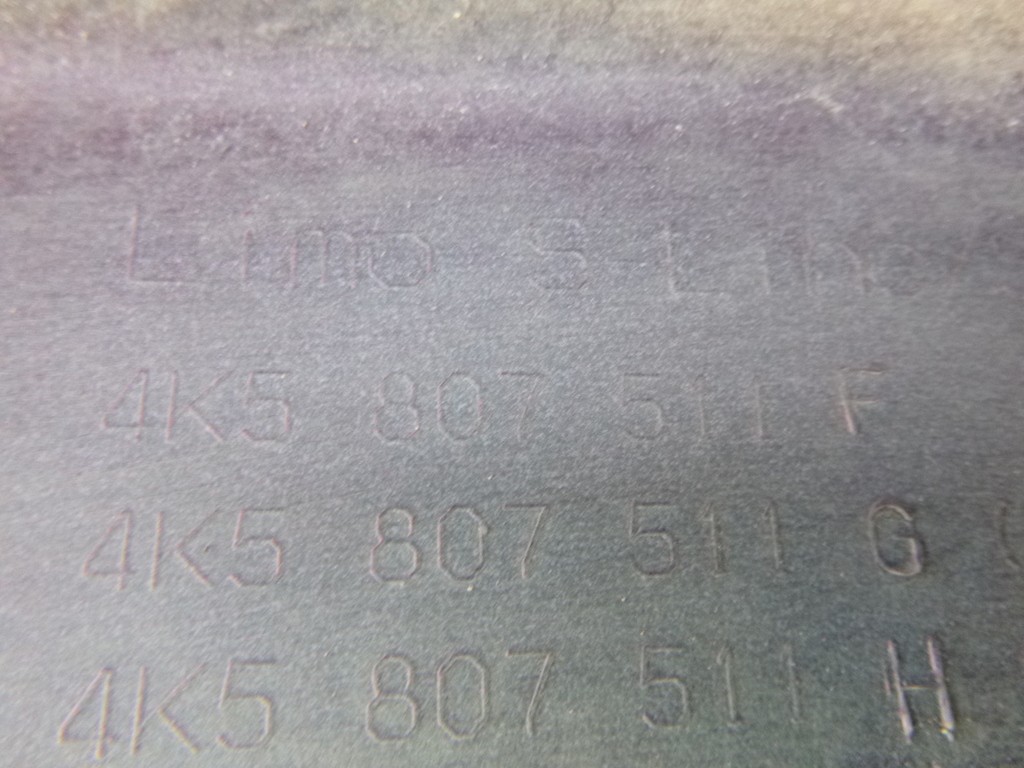 Limo S-Line
4K5 807 511 F
4K5 807 511 G
4K5 807 511 H